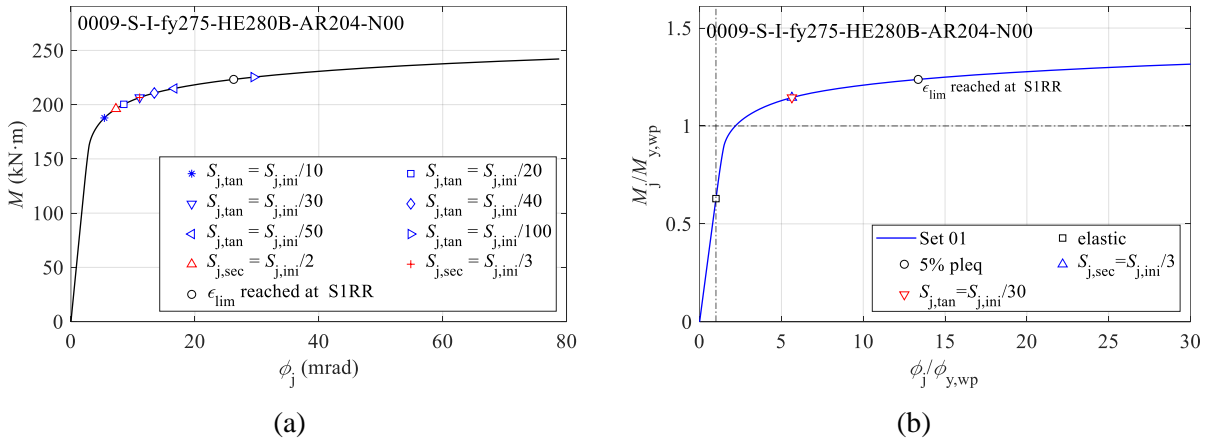 0009-S-I-fy275-HE280B-AR204-N00
M (kN·m)
250
200
150
100
50
0
S_j,tan = S_j,ini/10
S_j,tan = S_j,ini/20
S_j,tan = S_j,ini/30
S_j,tan = S_j,ini/40
S_j,tan = S_j,ini/50
S_j,tan = S_j,ini/100
S_j,sec = S_j,ini/2
S_j,sec = S_j,ini/3
ϵ_lim reached at S1RR
0 20 40 60 80
ϕ_j (mrad)
(a)
0009-S-I-fy275-HE280B-AR204-N00
M_j/M_y,wp
1.5
1
0.5
0
ϵ_lim reached at S1RR
Set 01
elastic
5% pleq
S_j,sec=S_j,ini/3
S_j,tan=S_j,ini/30
0 5 10 15 20 25 30
ϕ_j/ϕ_y,wp
(b)